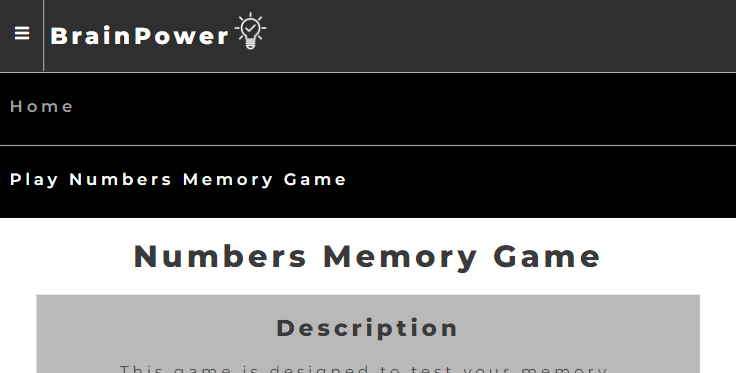 BrainPower
Home
Play Numbers Memory Game
Numbers Memory Game
Description
This game is designed to test your memory